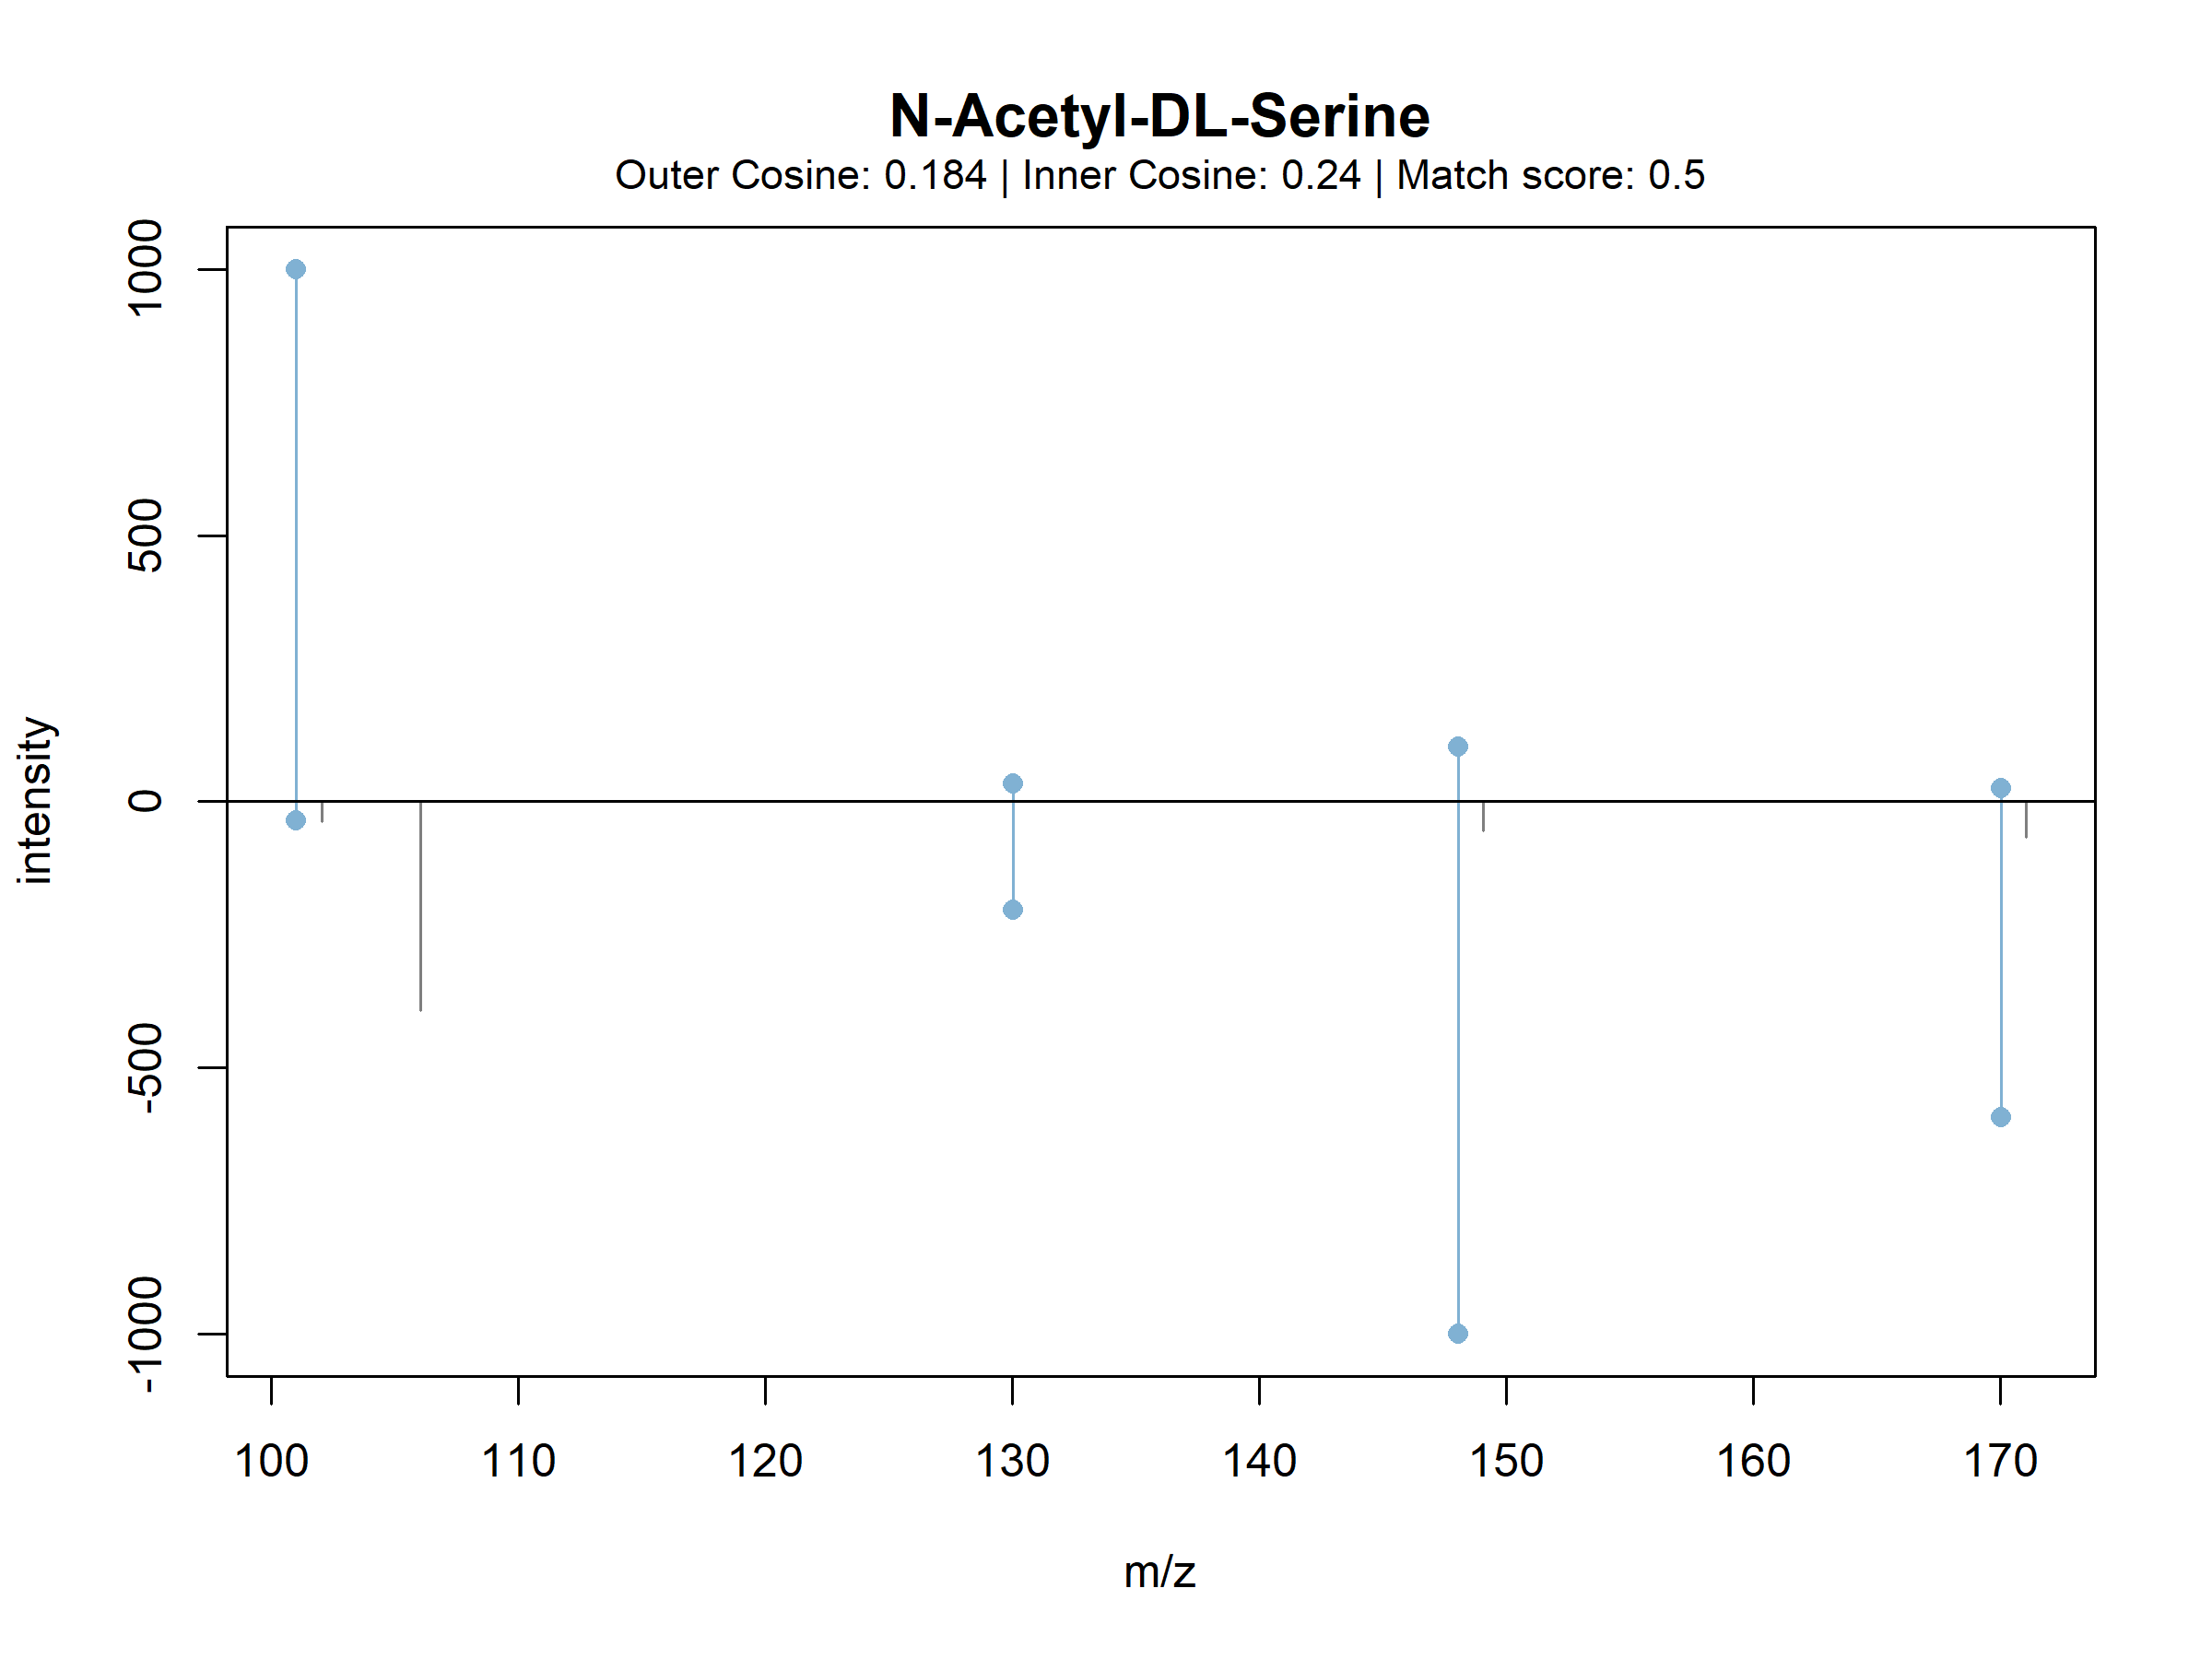 N-Acetyl-DL-Serine
Outer Cosine: 0.184 | Inner Cosine: 0.24 | Match score: 0.5
1000
500
0
-500
-1000
intensity
100 110 120 130 140 150 160 170
m/z